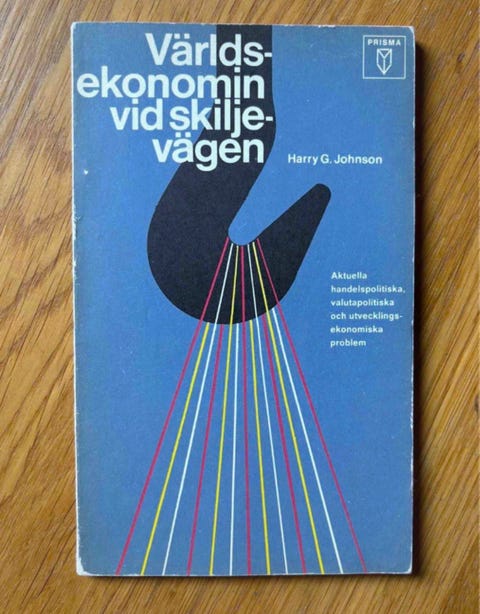 Världs-
ekonomin
vid skilje-
vägen
PRISMA
Harry G. Johnson
Aktuella
handelspolitiska,
valutapolitiska
och utvecklings-
ekonomiska
problem